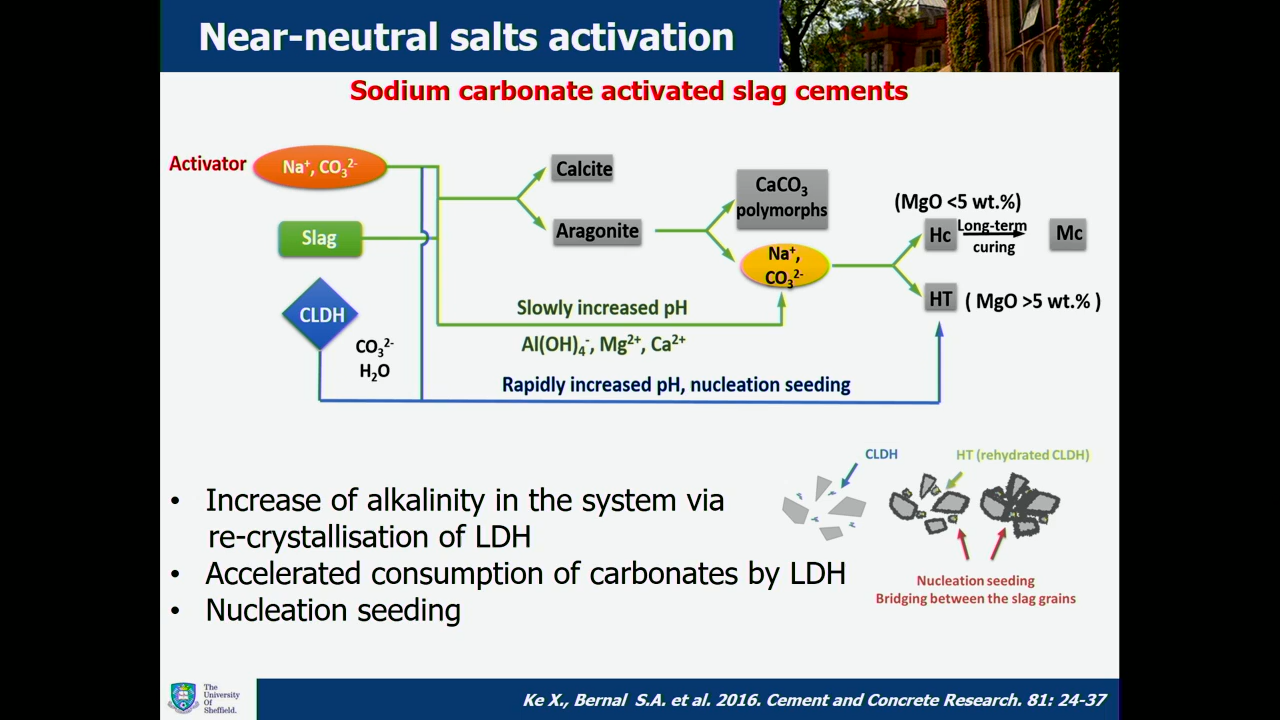 Near-neutral salts activation
Sodium carbonate activated slag cements
Activator
Na⁺, CO₃²⁻
Slag
CLDH
CO₃²⁻
H₂O
Calcite
Aragonite
CaCO₃
polymorphs
Na⁺,
CO₃²⁻
(MgO <5 wt.%)
Hc
Long-term
curing
Mc
HT
( MgO >5 wt.% )
Slowly increased pH
Al(OH)₄⁻, Mg²⁺, Ca²⁺
Rapidly increased pH, nucleation seeding
CLDH
HT (rehydrated CLDH)
Nucleation seeding
Bridging between the slag grains
• Increase of alkalinity in the system via
re-crystallisation of LDH
• Accelerated consumption of carbonates by LDH
• Nucleation seeding
The
University
Of
Sheffield.
Ke X., Bernal S.A. et al. 2016. Cement and Concrete Research. 81: 24-37